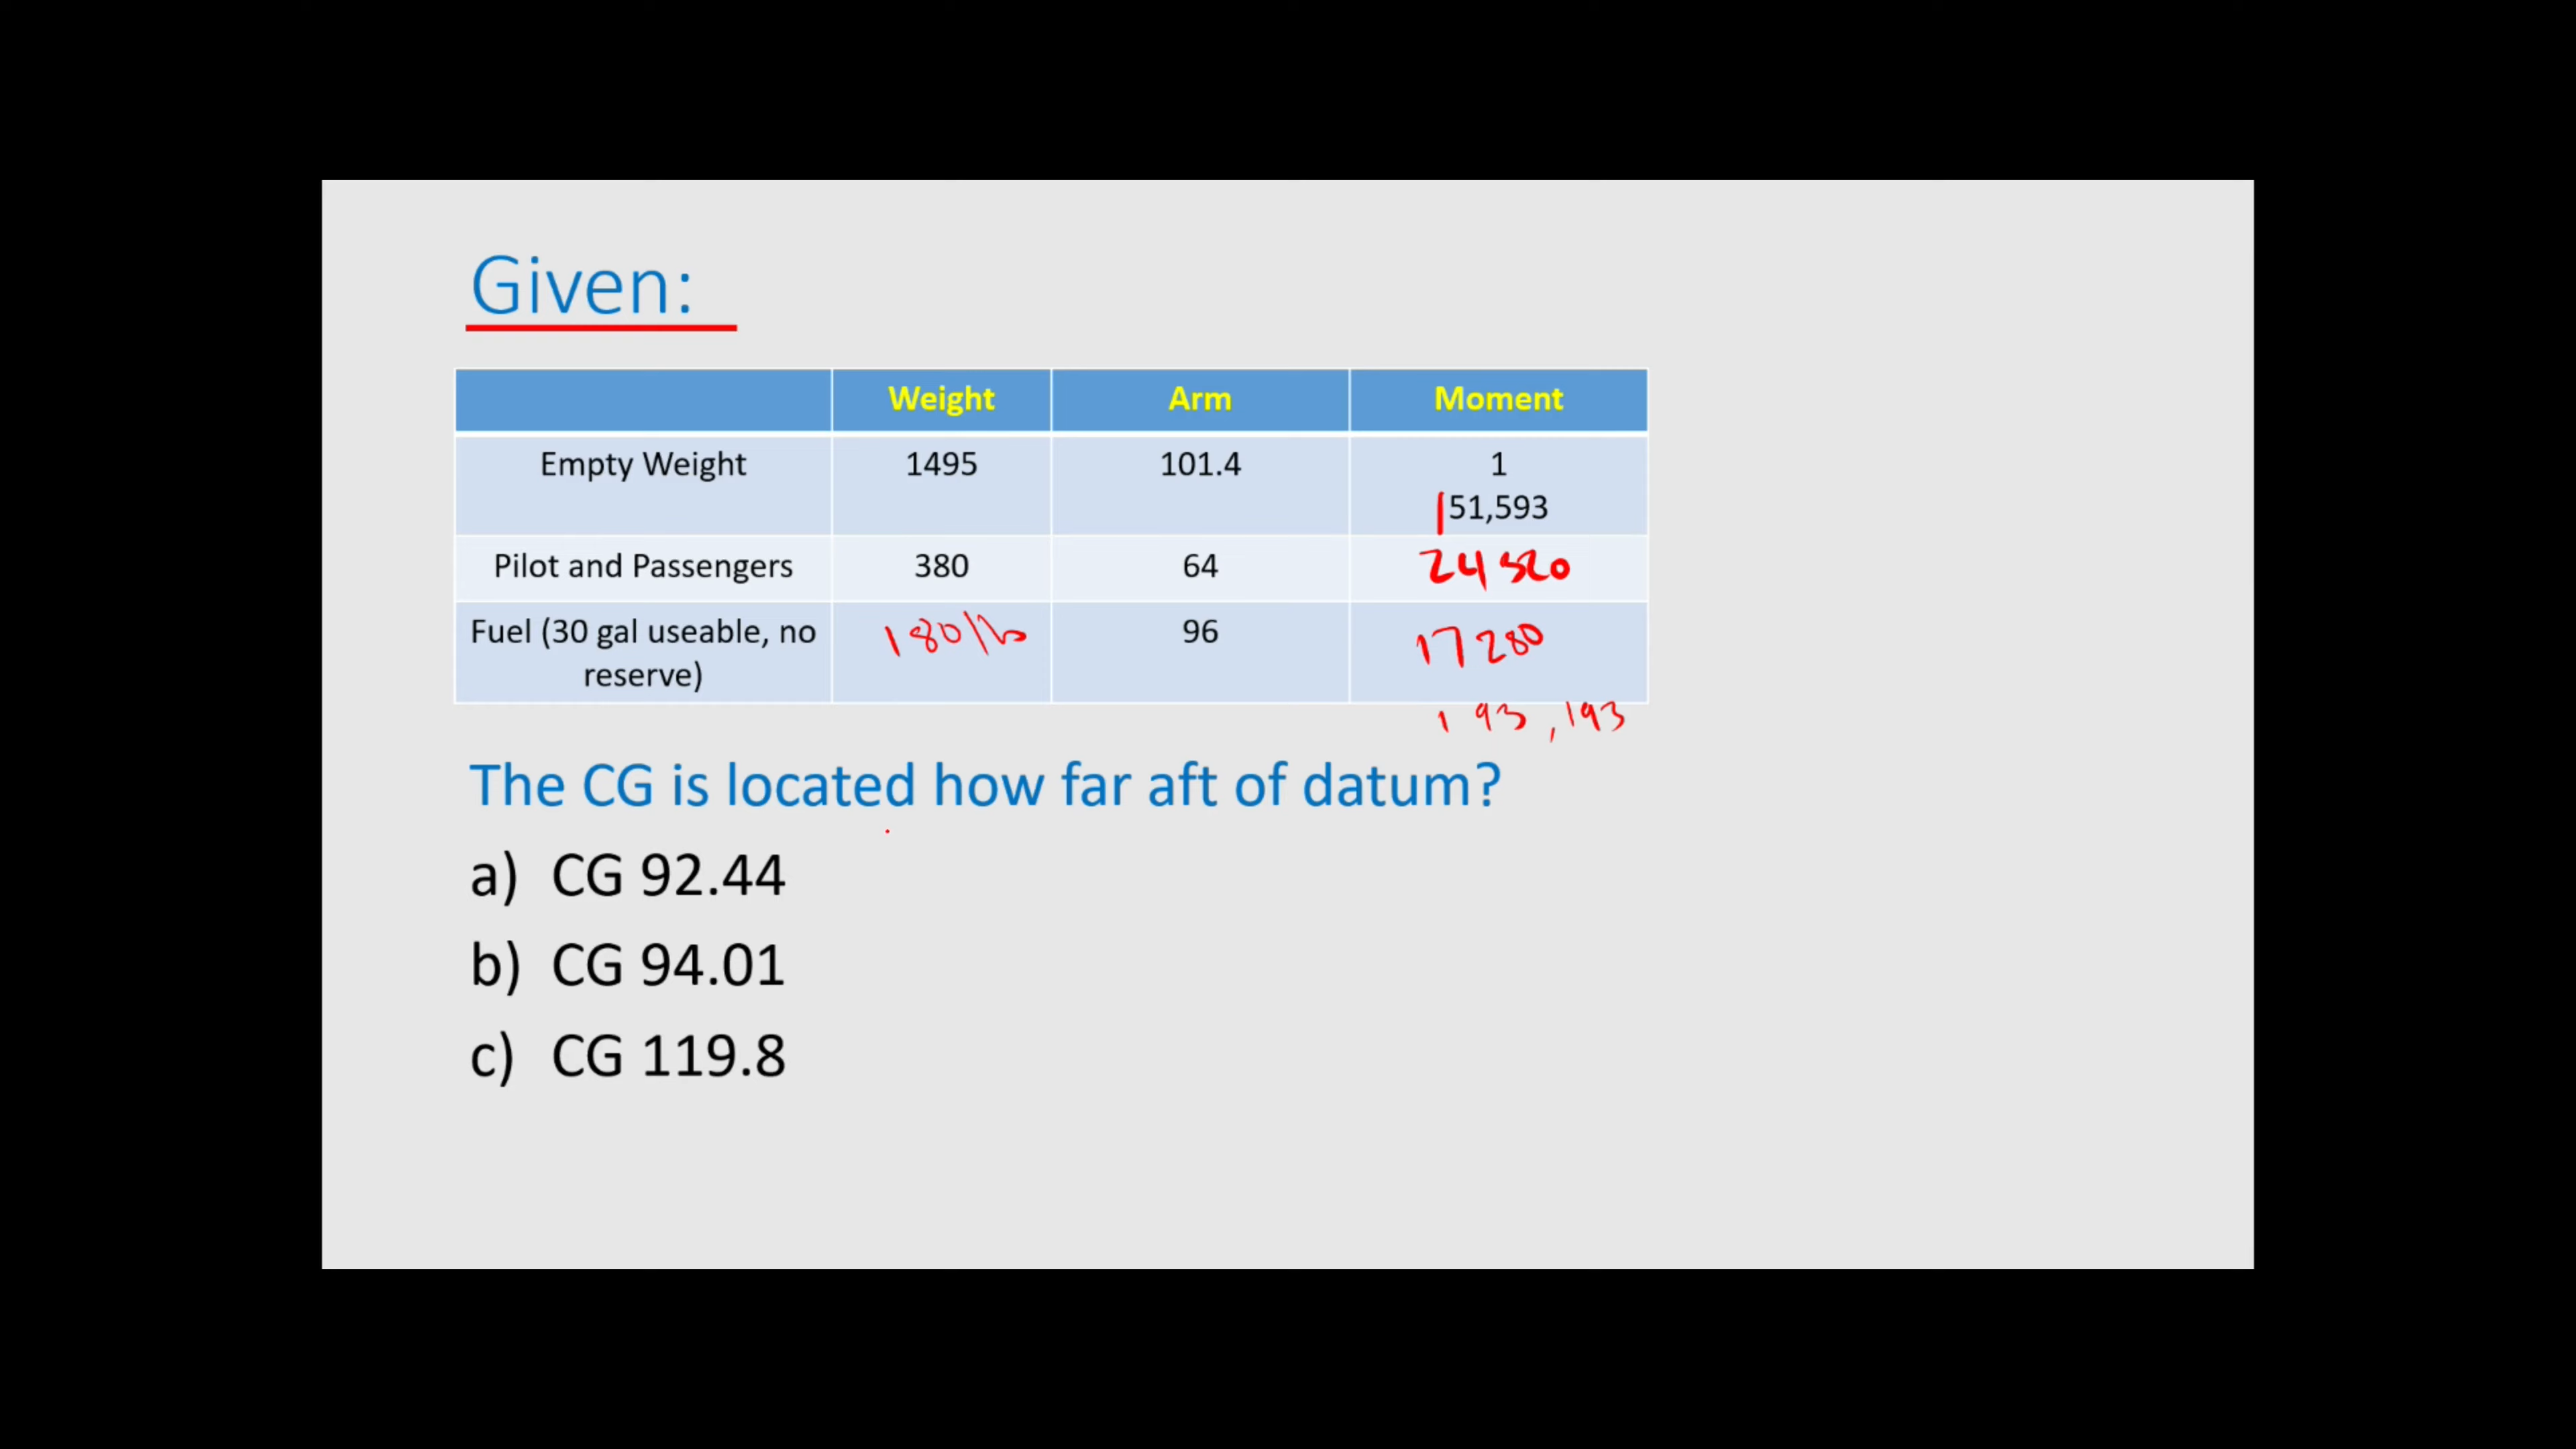 Given:
Weight Arm Moment
Empty Weight 1495 101.4 1
151,593
Pilot and Passengers 380 64 24320
Fuel (30 gal useable, no 180 lb 96 17280
reserve)
193,193
The CG is located how far aft of datum?
a) CG 92.44
b) CG 94.01
c) CG 119.8